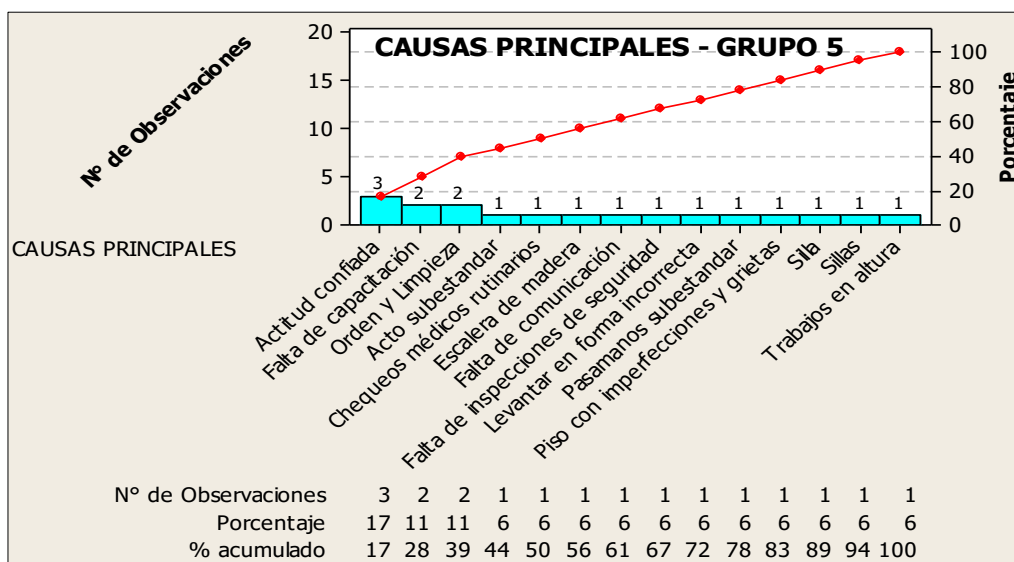 CAUSAS PRINCIPALES - GRUPO 5
Nº de Observaciones
20
15
10
5
0
3 2 2 1 1 1 1 1 1 1 1 1 1 1
100
80
60
40
20
0
Porcentaje
CAUSAS PRINCIPALES
Actitud confiada
Falta de capacitación
Orden y Limpieza
Acto subestandar
Chequeos médicos rutinarios
Escalera de madera
Falta de comunicación
Falta de inspecciones de seguridad
Levantar en forma incorrecta
Pasamanos subestandar
Piso con imperfecciones y grietas
Silla
Sillas
Trabajos en altura
N° de Observaciones 3 2 2 1 1 1 1 1 1 1 1 1 1 1
Porcentaje 17 11 11 6 6 6 6 6 6 6 6 6 6 6
% acumulado 17 28 39 44 50 56 61 67 72 78 83 89 94 100